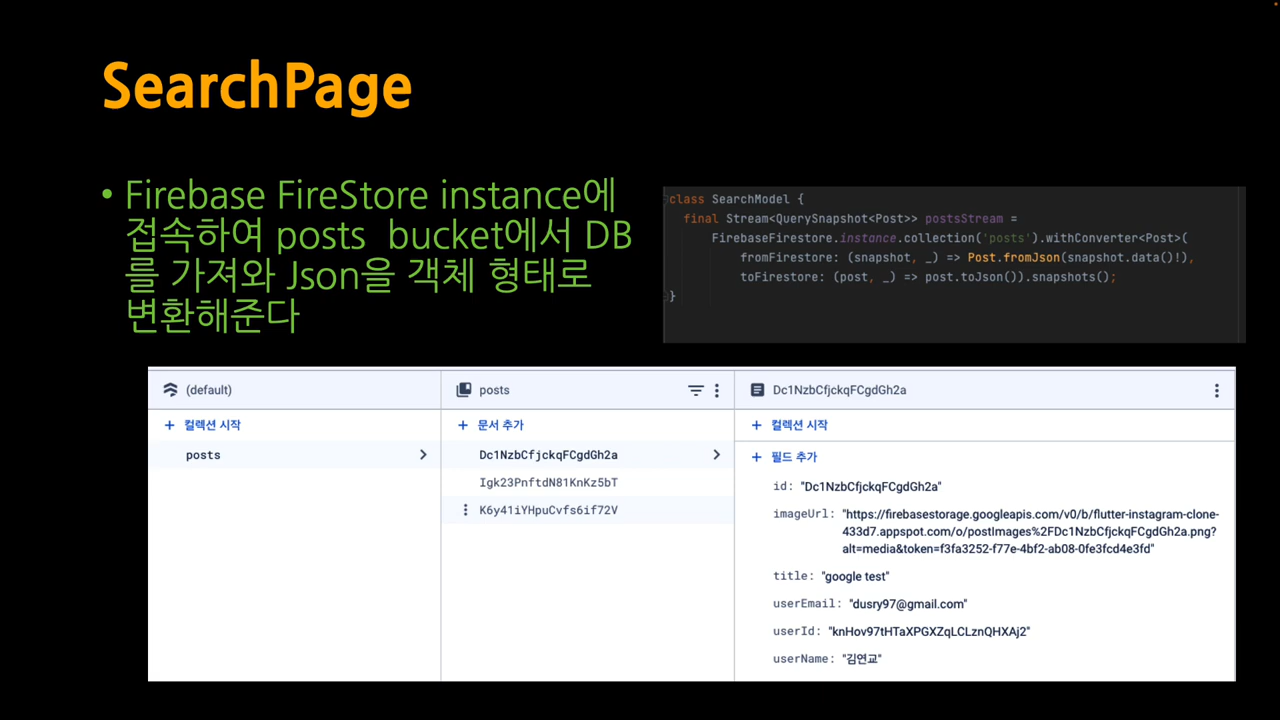 SearchPage
• Firebase FireStore instance에
접속하여 posts bucket에서 DB
를 가져와 Json을 객체 형태로
변환해준다
class SearchModel {
final Stream<QuerySnapshot<Post>> postsStream =
FirebaseFirestore.instance.collection('posts').withConverter<Post>(
fromFirestore: (snapshot, _) => Post.fromJson(snapshot.data()!),
toFirestore: (post, _) => post.toJson()).snapshots();
}
(default)
+ 컬렉션 시작
posts
posts
+ 문서 추가
Dc1NzbCfjckqFCgdGh2a
Igk23PnftdN81KnKz5bT
K6y41iYHpuCvfs6if72V
Dc1NzbCfjckqFCgdGh2a
+ 컬렉션 시작
+ 필드 추가
id: "Dc1NzbCfjckqFCgdGh2a"
imageUrl: "https://firebasestorage.googleapis.com/v0/b/flutter-instagram-clone-
433d7.appspot.com/o/postImages%2FDc1NzbCfjckqFCgdGh2a.png?
alt=media&token=f3fa3252-f77e-4bf2-ab08-0fe3fcd4e3fd"
title: "google test"
userEmail: "dusry97@gmail.com"
userId: "knHov97tHTaXPGXZqLCLznQHXAj2"
userName: "김연교"